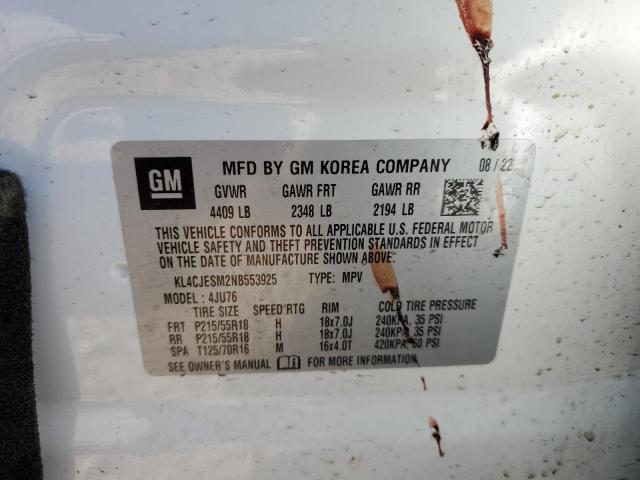 GM
MFD BY GM KOREA COMPANY 08 / 22
GVWR GAWR FRT GAWR RR
4409 LB 2348 LB 2194 LB
THIS VEHICLE CONFORMS TO ALL APPLICABLE U.S. FEDERAL MOTOR
VEHICLE SAFETY AND THEFT PREVENTION STANDARDS IN EFFECT
ON THE DATE OF MANUFACTURE SHOWN ABOVE.
KL4CJESM2NB553925 TYPE: MPV
MODEL : 4JU76
TIRE SIZE SPEED RTG RIM COLD TIRE PRESSURE
FRT P215/55R18 H 18x7.0J 240KPA, 35 PSI
RR P215/55R18 H 18x7.0J 240KPA, 35 PSI
SPA T125/70R16 M 16x4.0T 420KPA, 60 PSI
SEE OWNER'S MANUAL FOR MORE INFORMATION